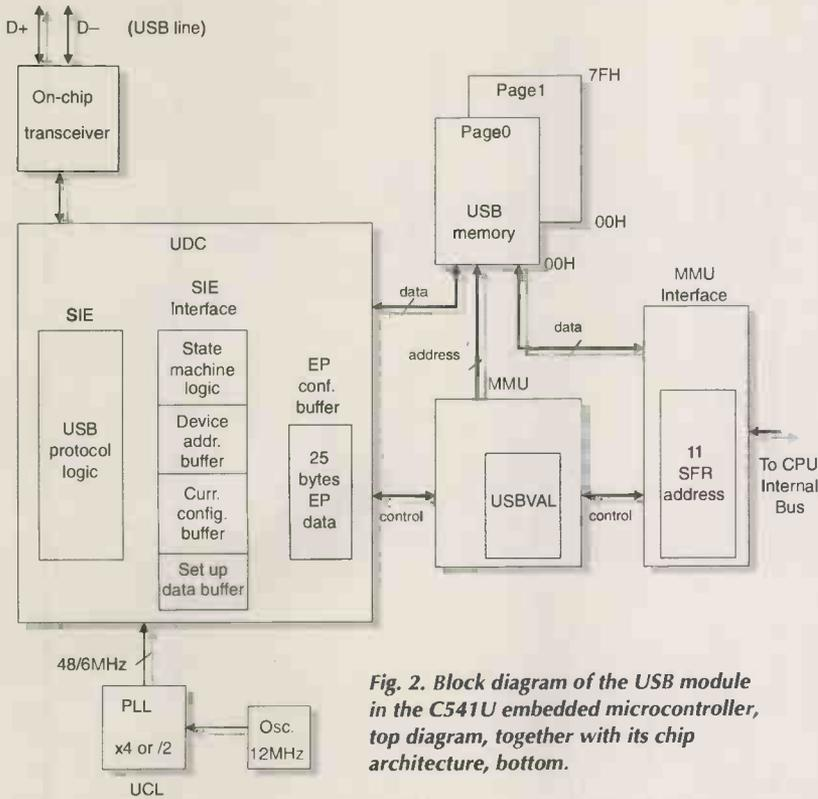 D+ D– (USB line)
On-chip
transceiver
Page1
7FH
Page0
USB
memory
00H
00H
UDC
SIE
SIE
Interface
USB
protocol
logic
State
machine
logic
Device
addr.
buffer
Curr.
config.
buffer
Set up
data buffer
EP
conf.
buffer
25
bytes
EP
data
data
address
data
MMU
USBVAL
control
control
MMU
Interface
11
SFR
address
To CPU
Internal
Bus
48/6MHz
PLL
x4 or /2
UCL
Osc.
12MHz
Fig. 2. Block diagram of the USB module
in the C541U embedded microcontroller,
top diagram, together with its chip
architecture, bottom.